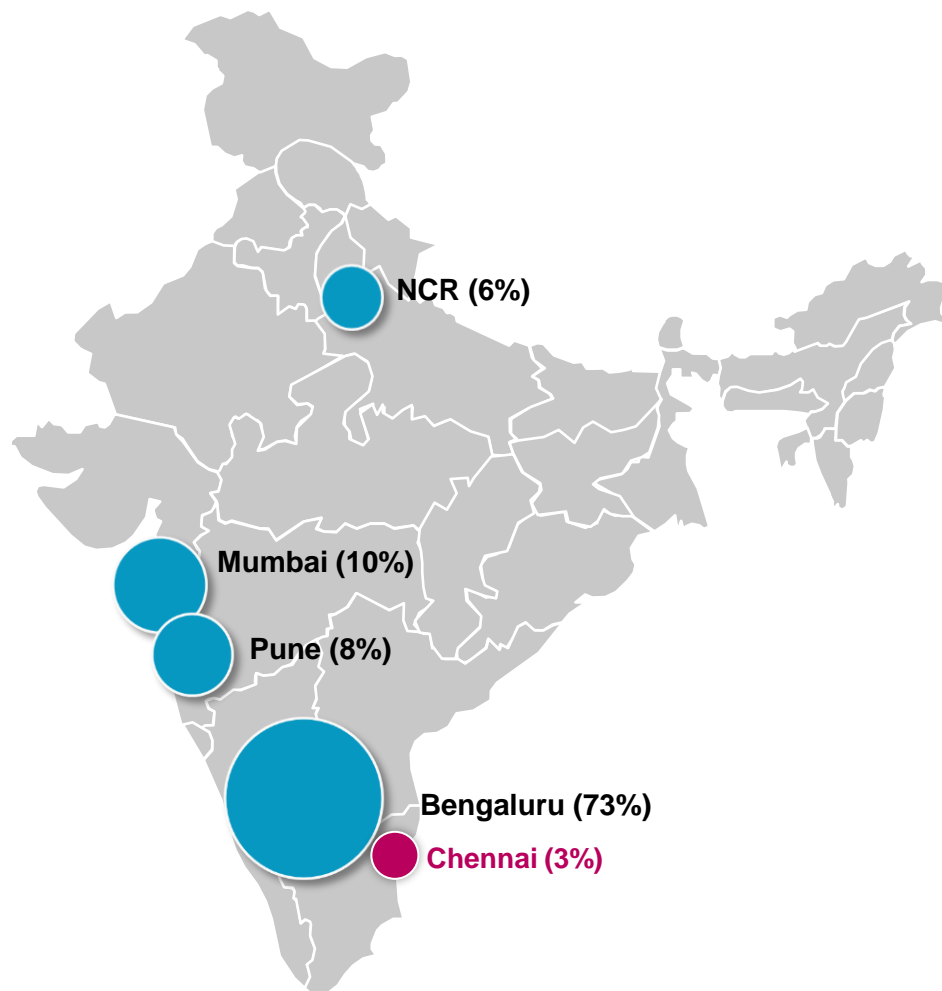 NCR (6%)
Mumbai (10%)
Pune (8%)
Bengaluru (73%)
Chennai (3%)